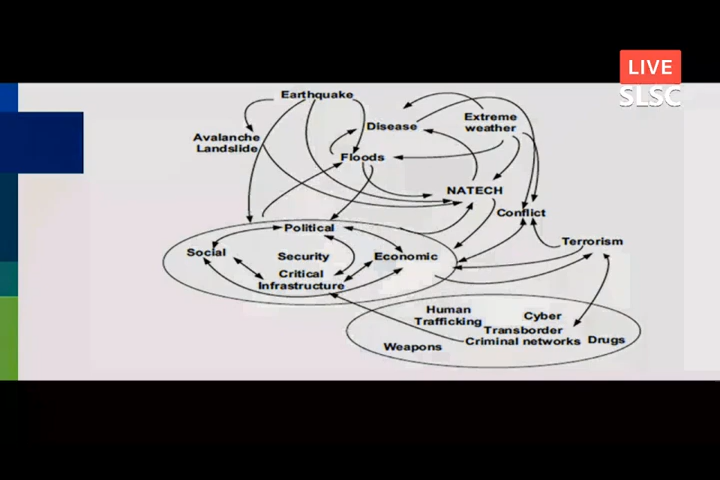 LIVE
SLSC
Earthquake
Disease
Extreme
weather
Avalanche
Landslide
Floods
NATECH
Conflict
Political
Terrorism
Social
Security
Economic
Critical
Infrastructure
Human
Trafficking
Cyber
Transborder
Criminal networks
Drugs
Weapons